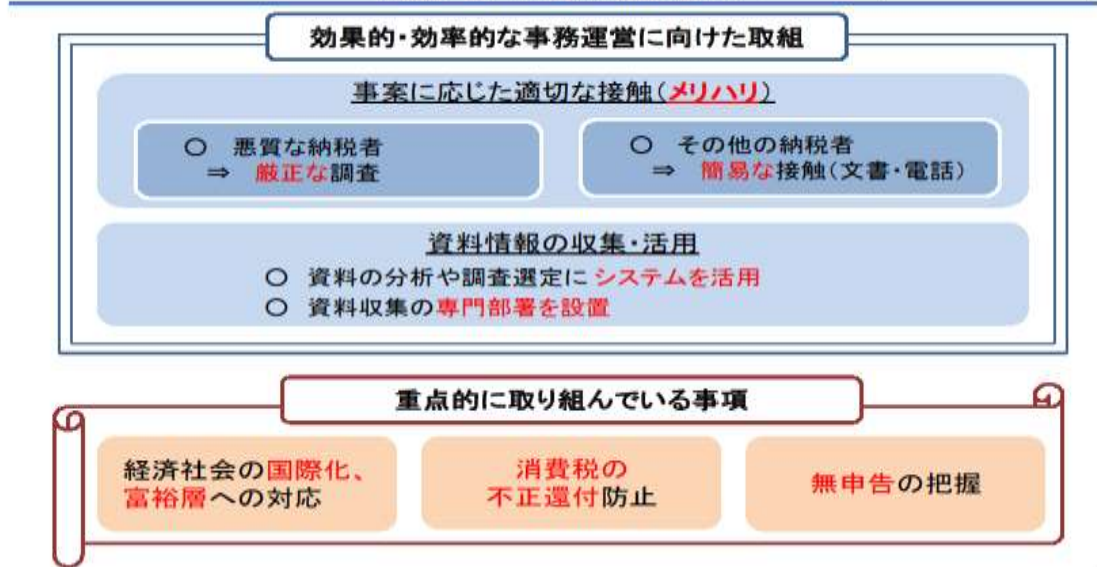 効果的・効率的な事務運営に向けた取組
事案に応じた適切な接触(メリハリ)
○ 悪質な納税者
⇒ 厳正な調査
○ その他の納税者
⇒ 簡易な接触(文書・電話)
資料情報の収集・活用
○ 資料の分析や調査選定にシステムを活用
○ 資料収集の専門部署を設置
重点的に取り組んでいる事項
経済社会の国際化、
富裕層への対応
消費税の
不正還付防止
無申告の把握